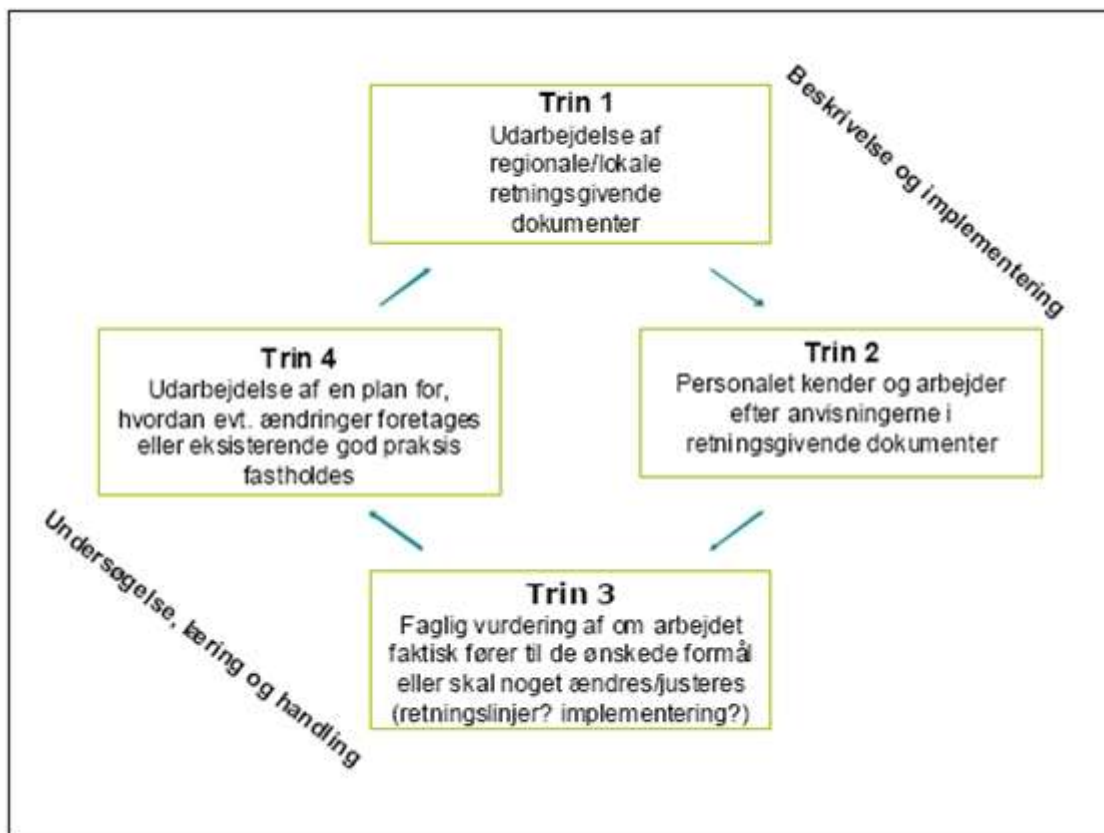 Trin 1
Udarbejdelse af
regionale/lokale
retningsgivende
dokumenter
Beskrivelse og implementering
Trin 2
Personalet kender og arbejder
efter anvisningerne i
retningsgivende dokumenter
Trin 3
Faglig vurdering af om arbejdet
faktisk fører til de ønskede formål
eller skal noget ændres/justeres
(retningslinjer? implementering?)
Trin 4
Udarbejdelse af en plan for,
hvordan evt. ændringer foretages
eller eksisterende god praksis
fastholdes
Undersøgelse, læring og handling